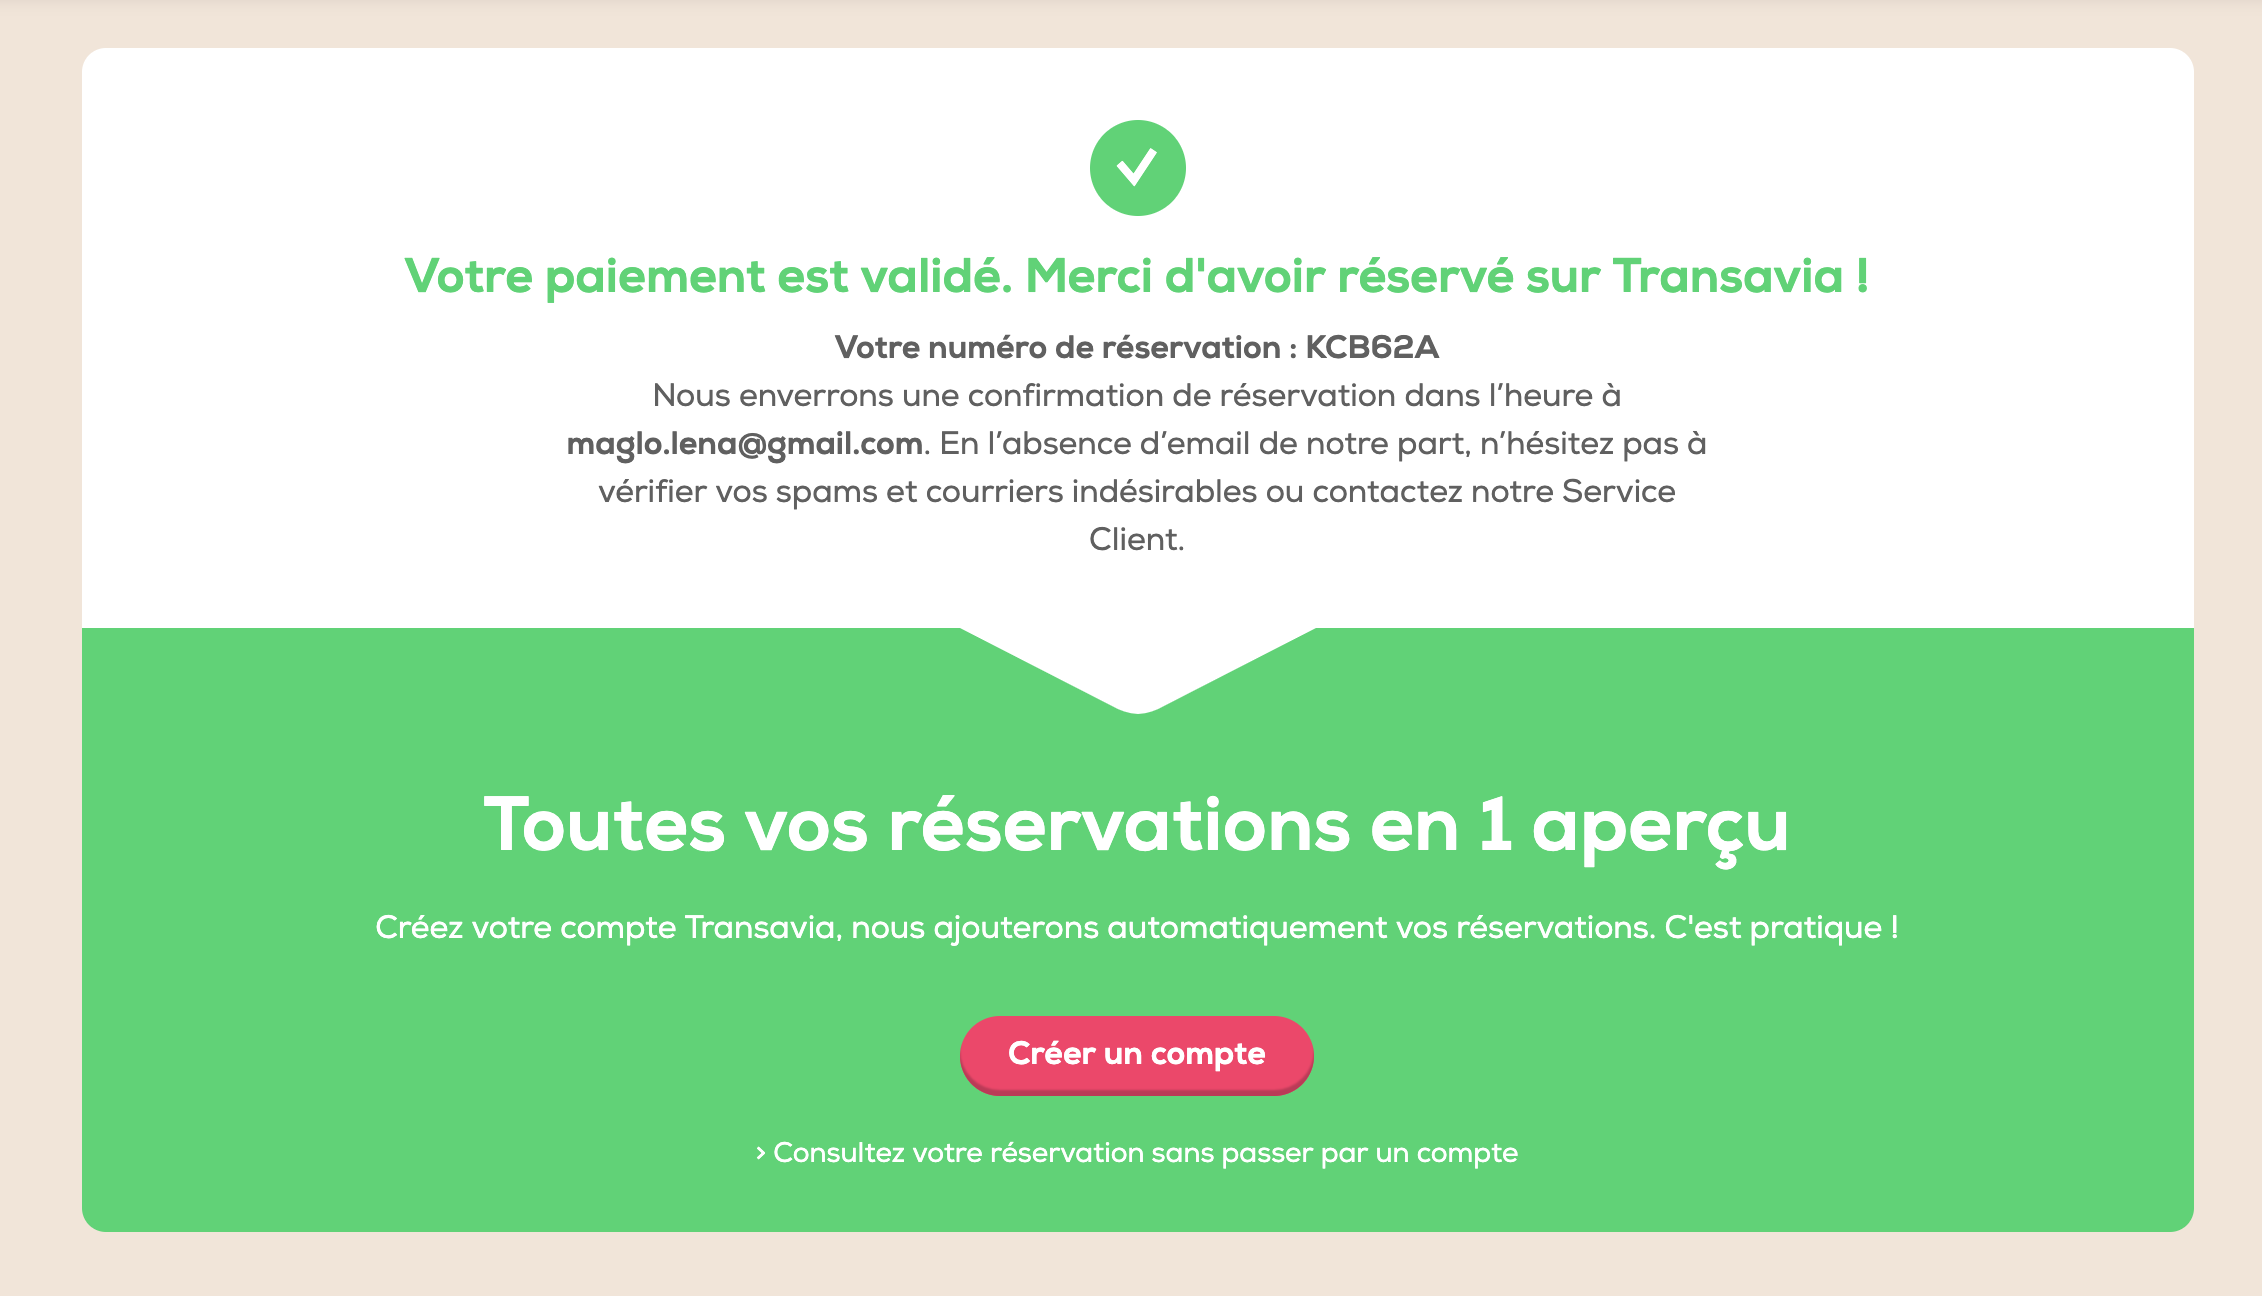 Votre paiement est validé. Merci d'avoir réservé sur Transavia !
Votre numéro de réservation : KCB62A
Nous enverrons une confirmation de réservation dans l’heure à
maglo.lena@gmail.com. En l’absence d’email de notre part, n’hésitez pas à
vérifier vos spams et courriers indésirables ou contactez notre Service
Client.
Toutes vos réservations en 1 aperçu
Créez votre compte Transavia, nous ajouterons automatiquement vos réservations. C'est pratique !
Créer un compte
› Consultez votre réservation sans passer par un compte